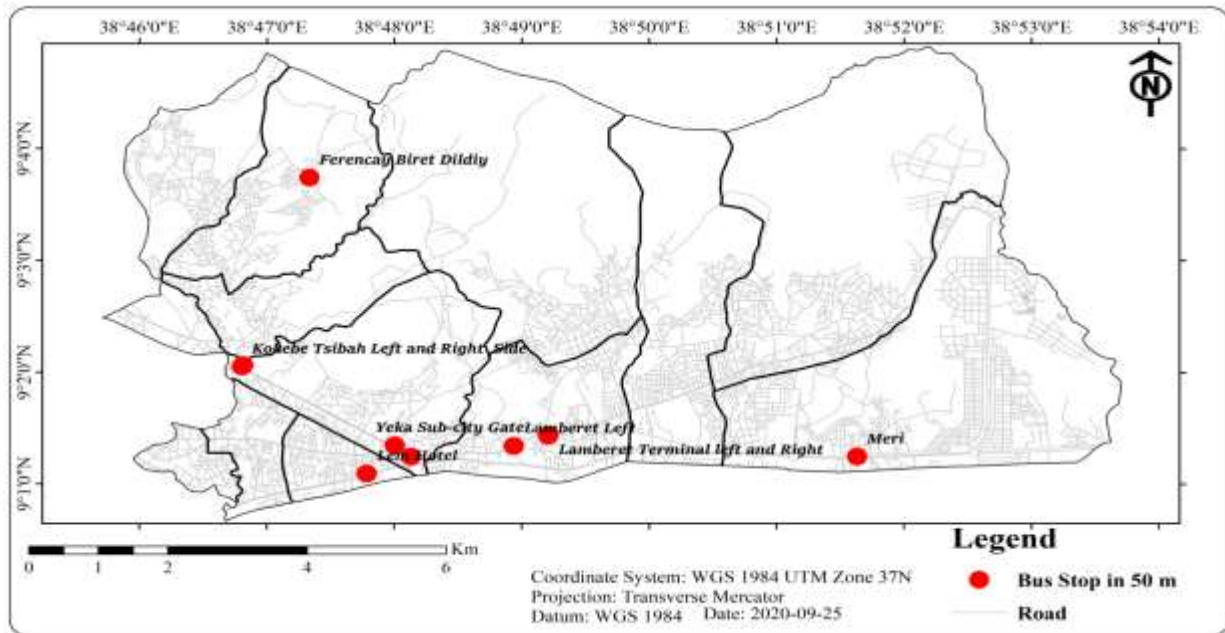 38°46'0"E 38°47'0"E 38°48'0"E 38°49'0"E 38°50'0"E 38°51'0"E 38°52'0"E 38°53'0"E 38°54'0"E
N
9°4'0"N
Ferencay Biret Dildiy
9°3'0"N
Kokebe Tsibah Left and Right Side
9°2'0"N
Yeka Sub-city Gate Lamberet Left
Meri
Lamberet Terminal left and Right
Lem Hotel
9°1'0"N
Legend
Km
0 1 2 4 6
Bus Stop in 50 m
Road
Coordinate System: WGS 1984 UTM Zone 37N
Projection: Transverse Mercator
Datum: WGS 1984 Date: 2020-09-25